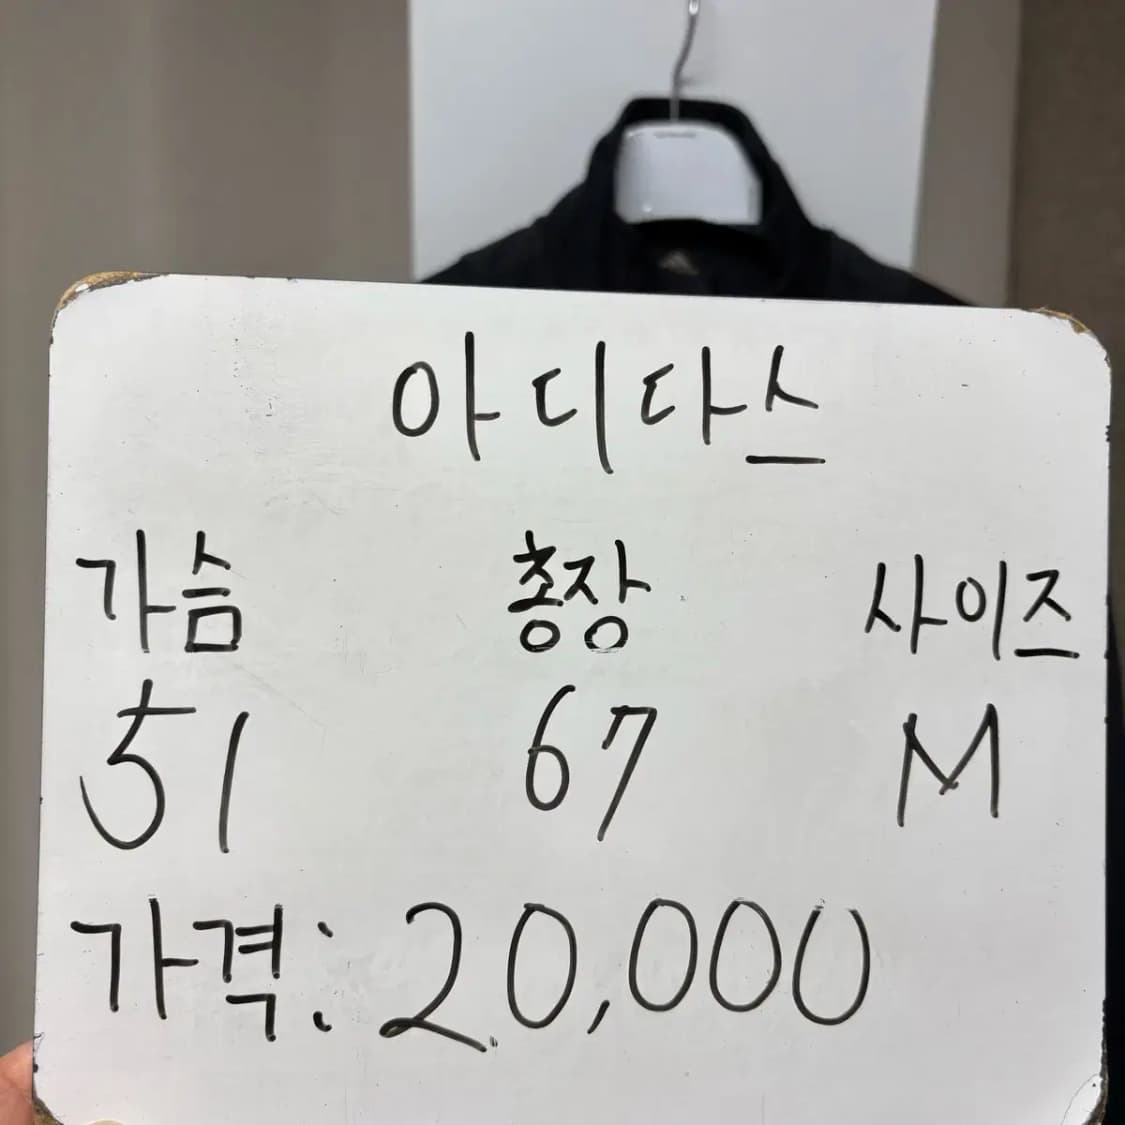 아디다스
가슴 총장 사이즈
51 67 M
가격: 20,000